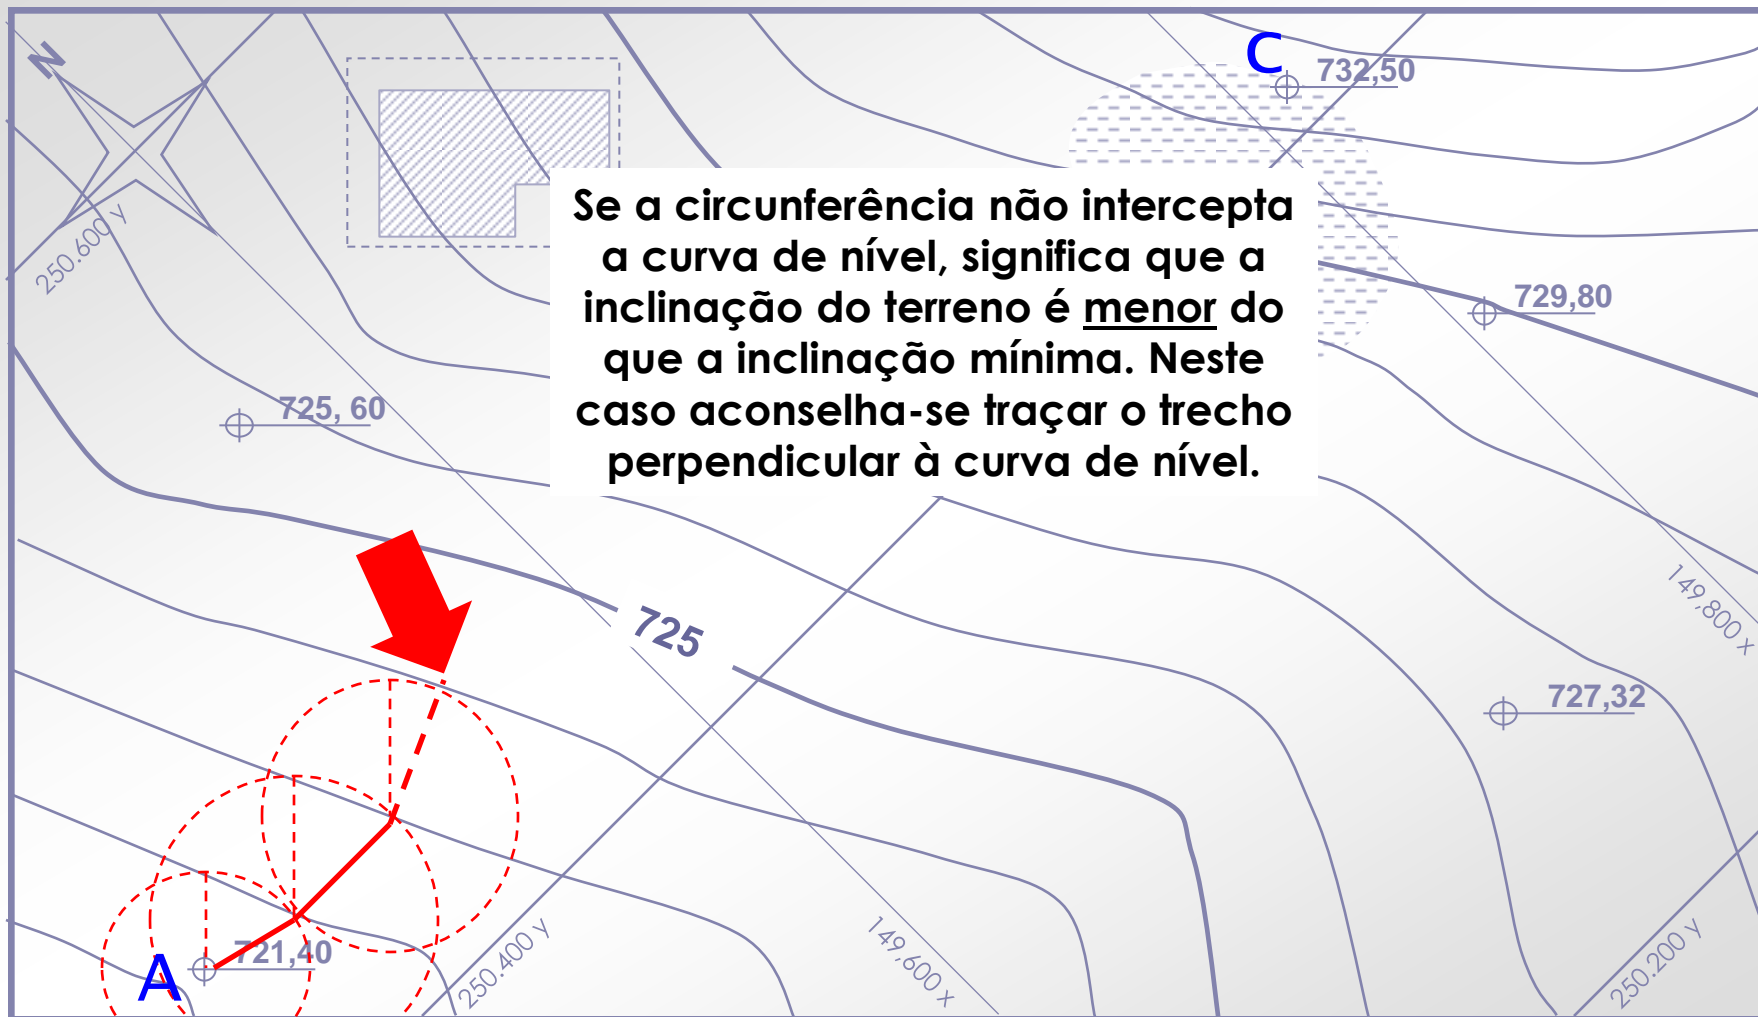 N
C
732,50
250.600 y
Se a circunferência não intercepta
a curva de nível, significa que a
inclinação do terreno é menor do
que a inclinação mínima. Neste
caso aconselha-se traçar o trecho
perpendicular à curva de nível.
729,80
725, 60
725
149,800 x
727,32
721,40
A
250.400 y
149,600 x
250.200 y